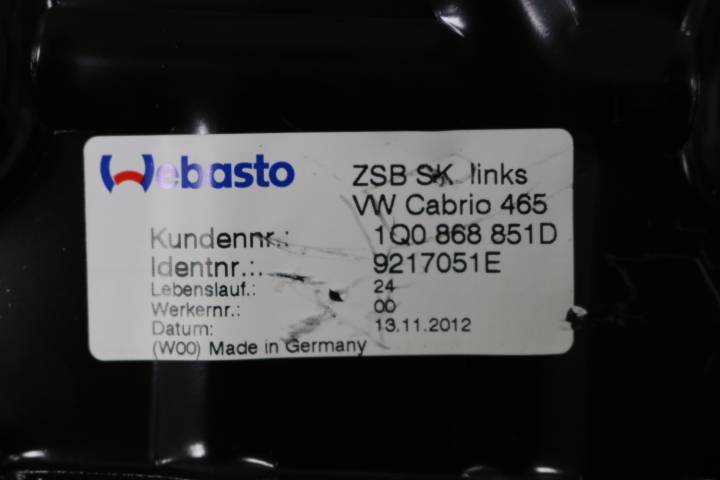 Webasto
ZSB SK links
VW Cabrio 465
Kundennr.: 1Q0 868 851D
Identnr.: 9217051E
Lebenslauf.: 24
Werkernr.: 00
Datum: 13.11.2012
(W00) Made in Germany